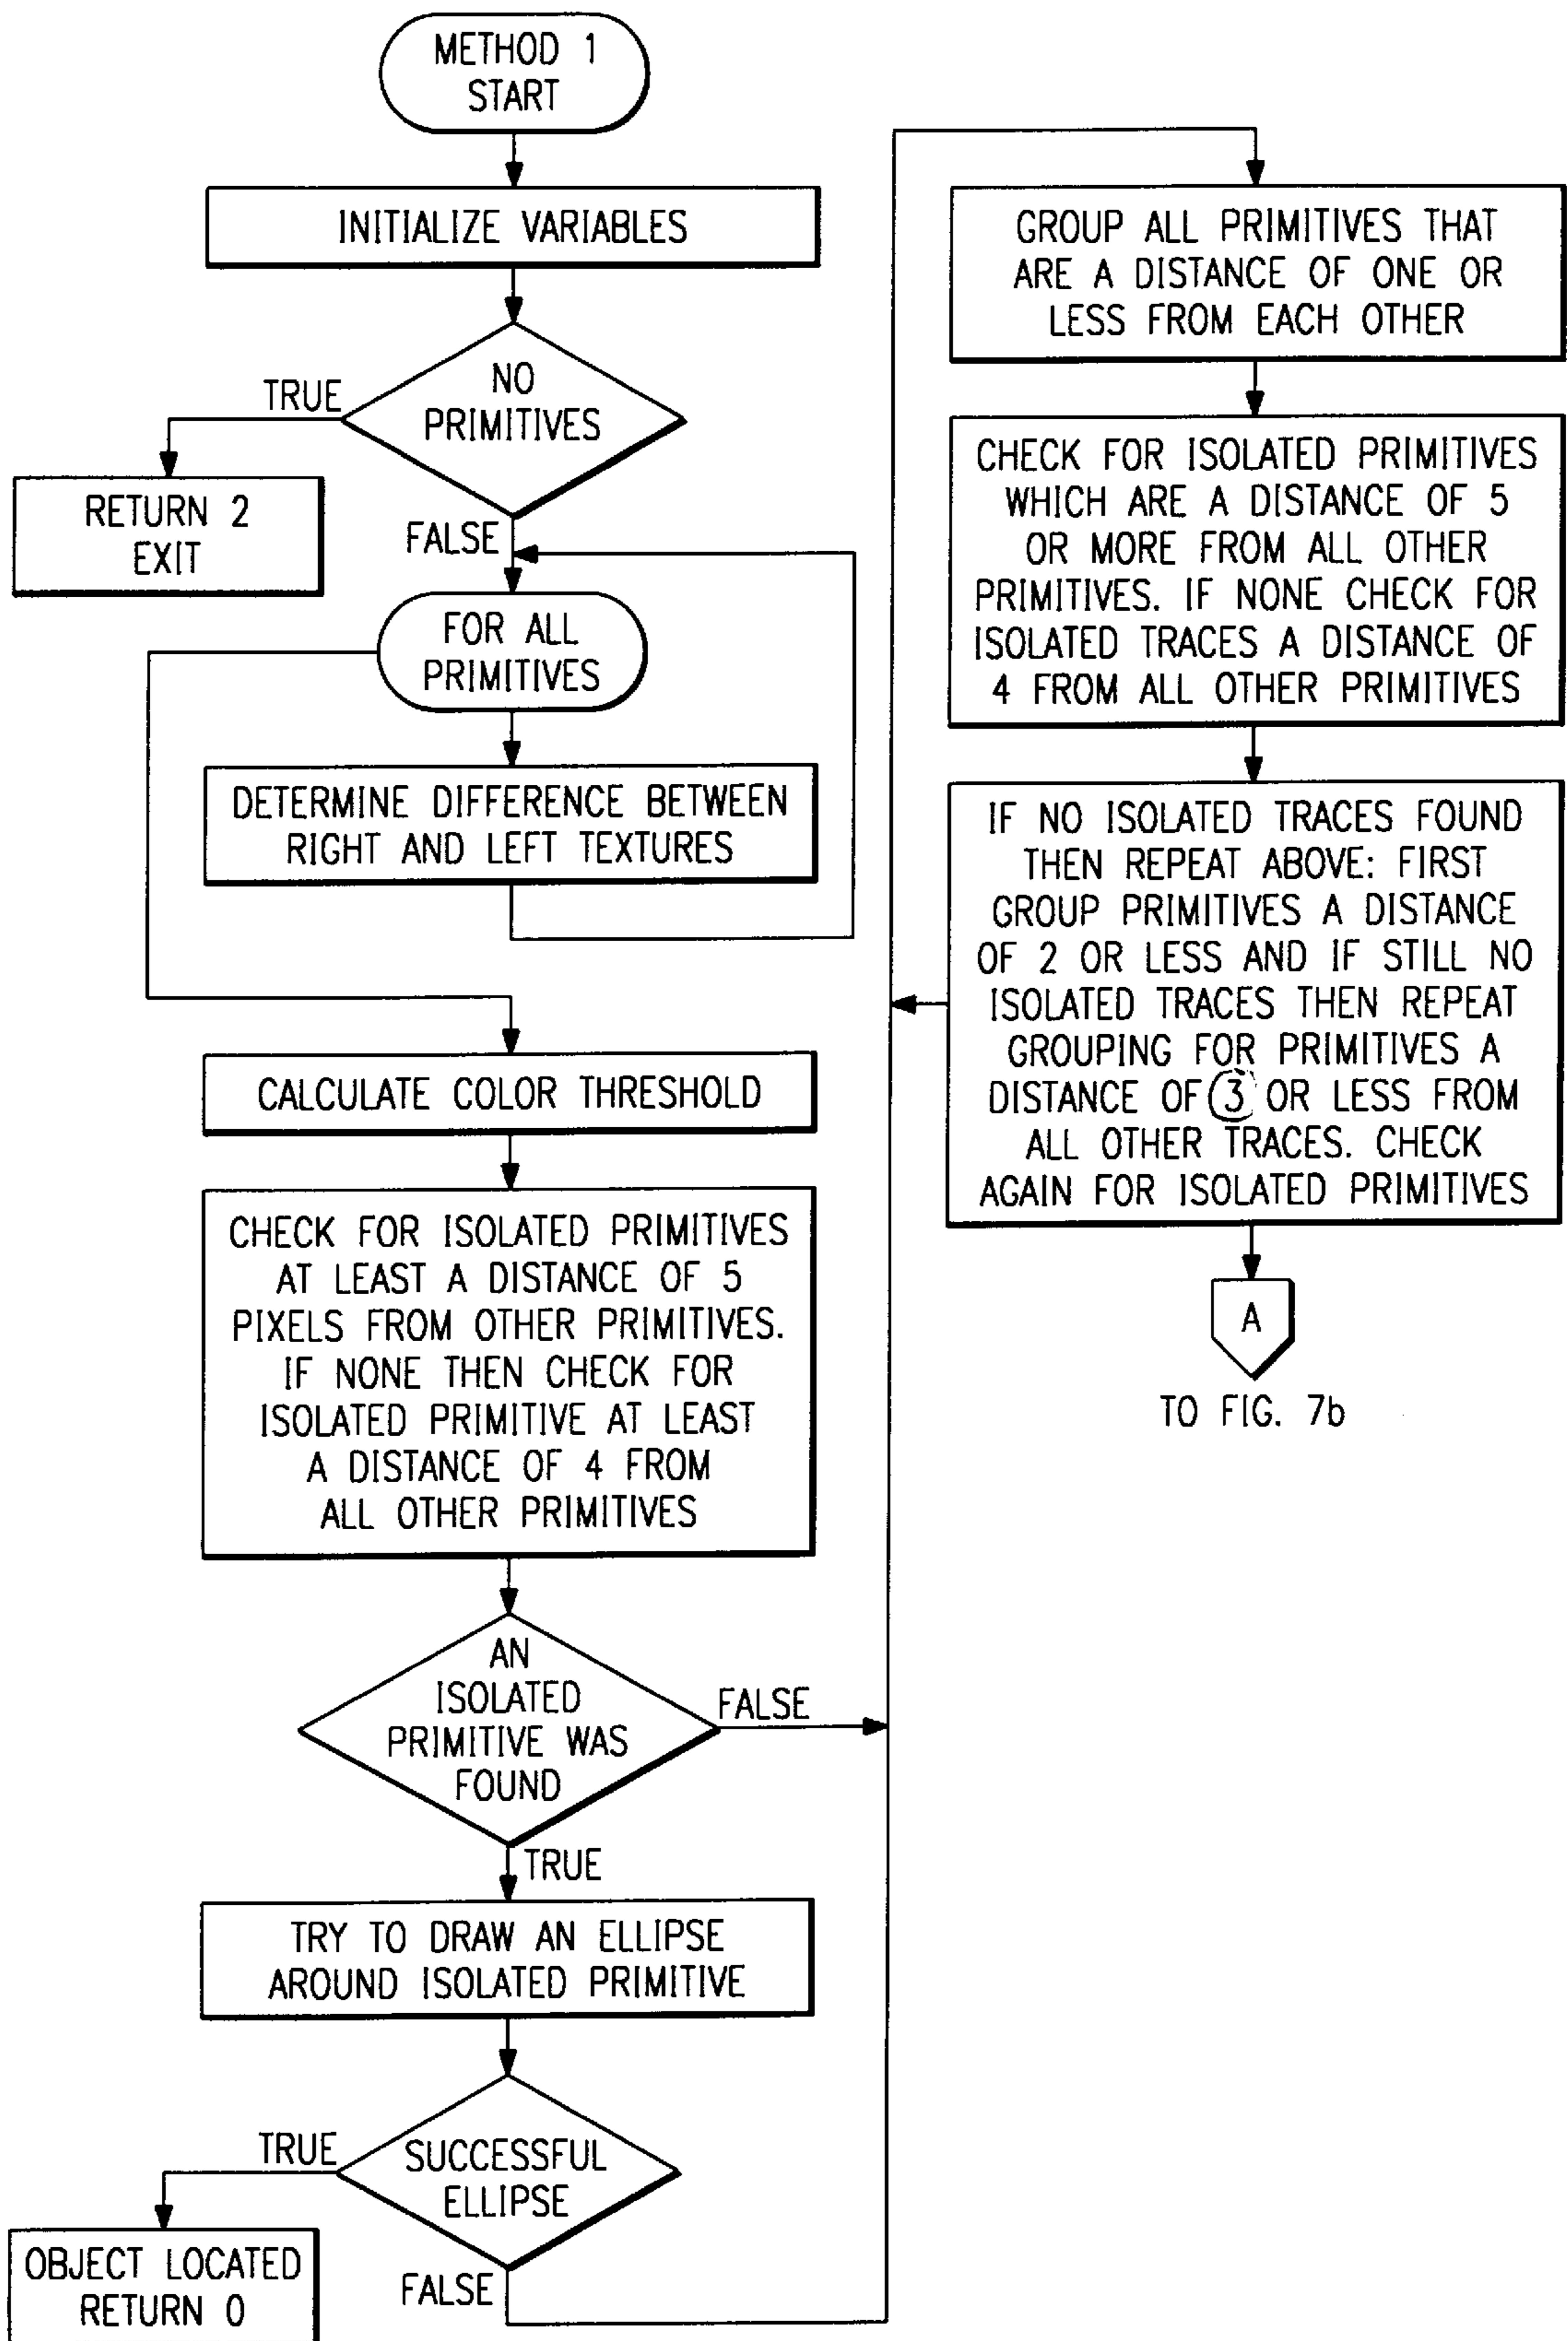 METHOD 1
START
INITIALIZE VARIABLES
NO
PRIMITIVES
TRUE
RETURN 2
EXIT
FALSE
FOR ALL
PRIMITIVES
DETERMINE DIFFERENCE BETWEEN
RIGHT AND LEFT TEXTURES
CALCULATE COLOR THRESHOLD
CHECK FOR ISOLATED PRIMITIVES
AT LEAST A DISTANCE OF 5
PIXELS FROM OTHER PRIMITIVES.
IF NONE THEN CHECK FOR
ISOLATED PRIMITIVE AT LEAST
A DISTANCE OF 4 FROM
ALL OTHER PRIMITIVES
AN
ISOLATED
PRIMITIVE WAS
FOUND
FALSE
TRUE
TRY TO DRAW AN ELLIPSE
AROUND ISOLATED PRIMITIVE
SUCCESSFUL
ELLIPSE
TRUE
OBJECT LOCATED
RETURN 0
FALSE
GROUP ALL PRIMITIVES THAT
ARE A DISTANCE OF ONE OR
LESS FROM EACH OTHER
CHECK FOR ISOLATED PRIMITIVES
WHICH ARE A DISTANCE OF 5
OR MORE FROM ALL OTHER
PRIMITIVES. IF NONE CHECK FOR
ISOLATED TRACES A DISTANCE OF
4 FROM ALL OTHER PRIMITIVES
IF NO ISOLATED TRACES FOUND
THEN REPEAT ABOVE: FIRST
GROUP PRIMITIVES A DISTANCE
OF 2 OR LESS AND IF STILL NO
ISOLATED TRACES THEN REPEAT
GROUPING FOR PRIMITIVES A
DISTANCE OF 3 OR LESS FROM
ALL OTHER TRACES. CHECK
AGAIN FOR ISOLATED PRIMITIVES
A
TO FIG. 7b